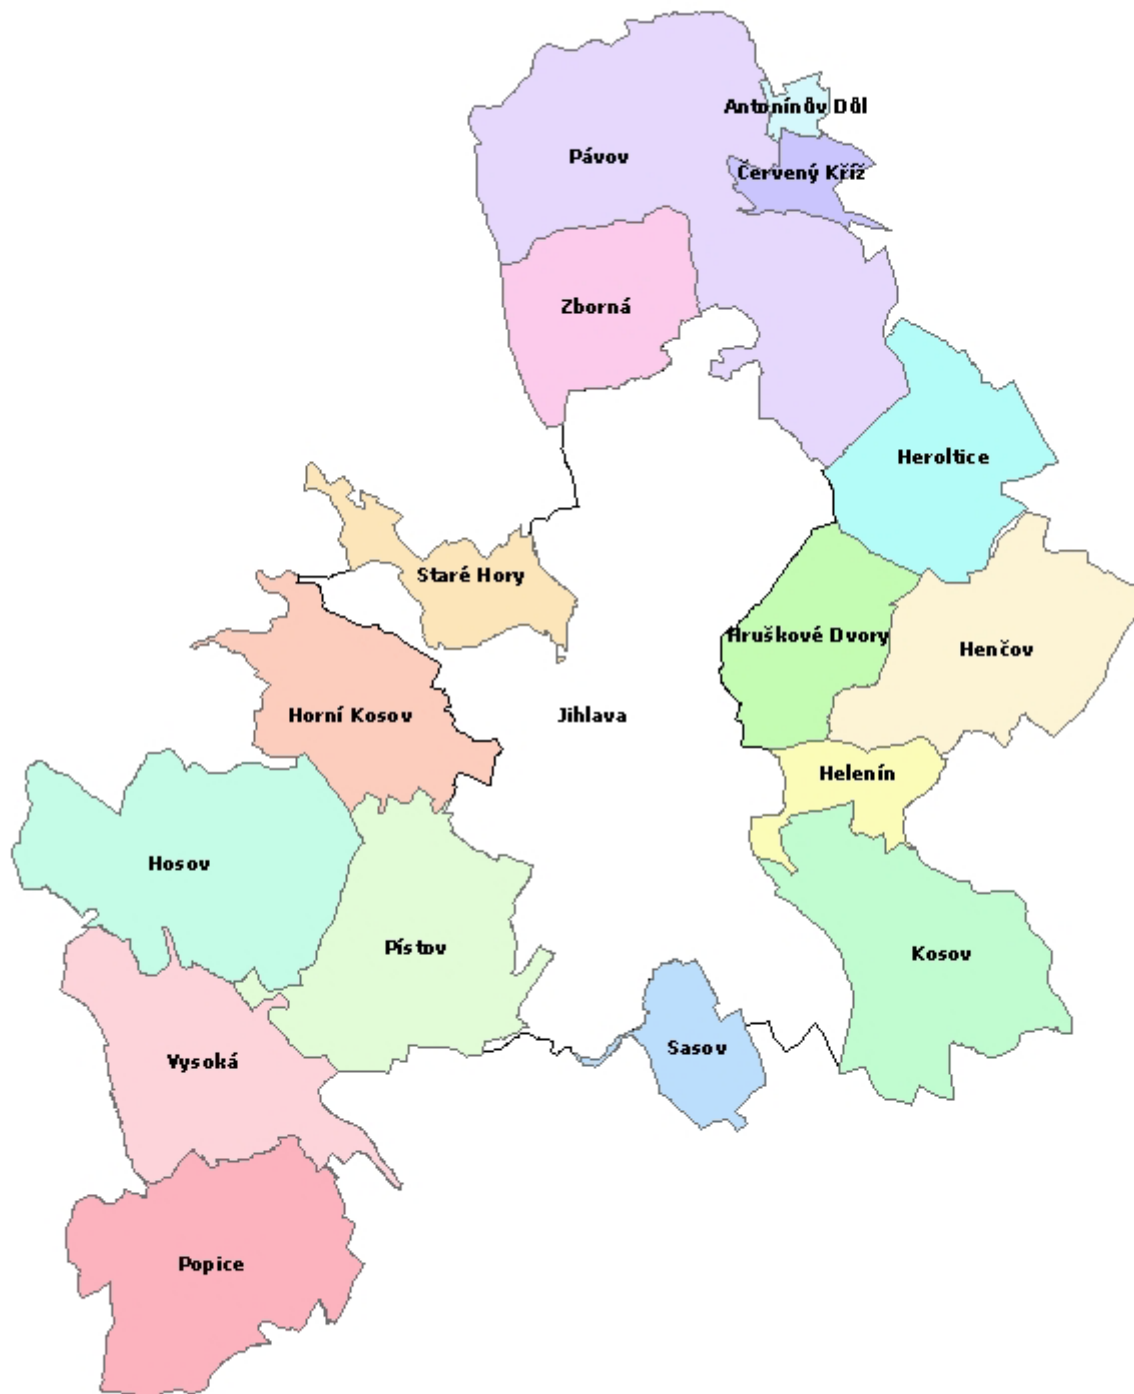 Antonínův Důl
Pávov
Červený Kříž
Zborná
Heroltice
Staré Hory
Hruškové Dvory
Henčov
Horní Kosov
Jihlava
Helenín
Hosov
Pístov
Kosov
Sasov
Vysoká
Popice